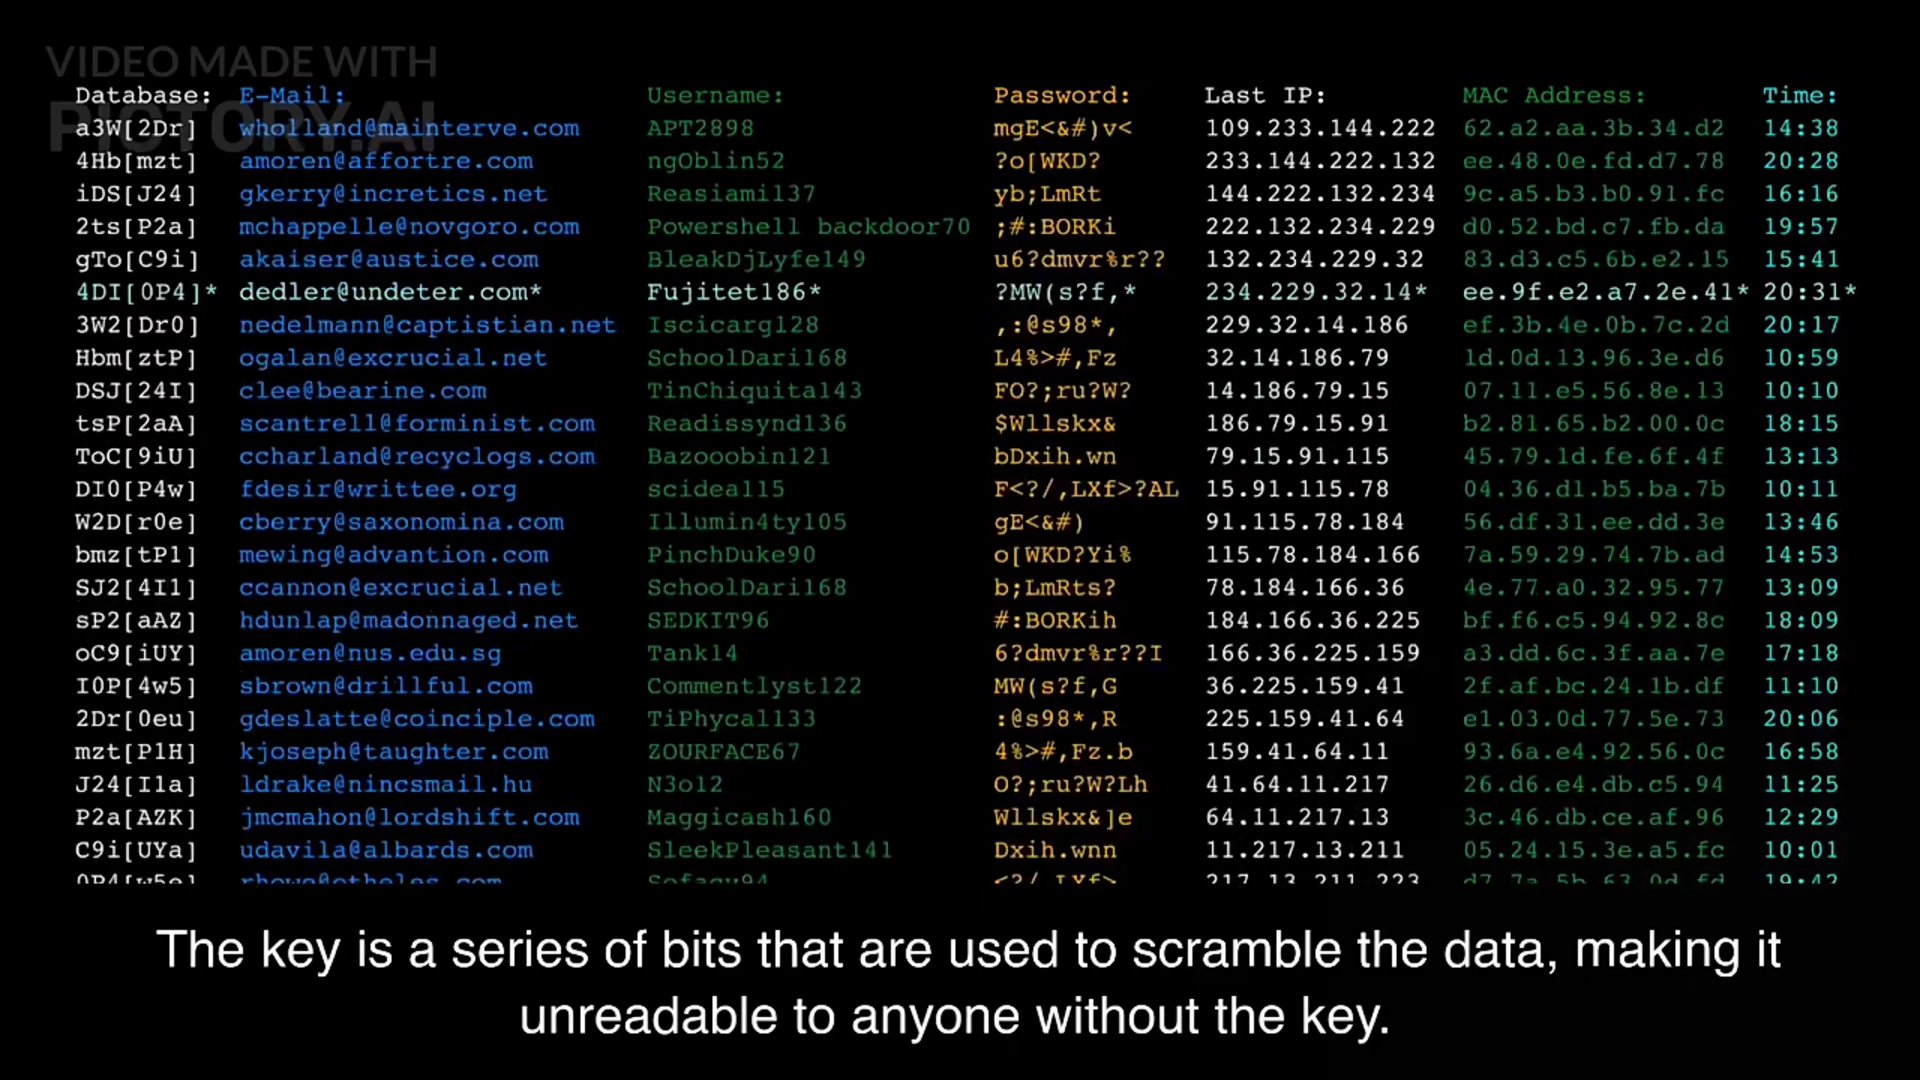 VIDEO MADE WITH
PICTORY.AI
Database: E-Mail: Username: Password: Last IP: MAC Address: Time:
a3W[2Dr] wholland@mainterve.com APT2898 mgE<&#)v< 109.233.144.222 62.a2.aa.3b.34.d2 14:38
4Hb[mzt] amoren@affortre.com ngOblin52 ?o[WKD? 233.144.222.132 ee.48.0e.fd.d7.78 20:28
iDS[J24] gkerry@incretics.net Reasiami137 yb;LmRt 144.222.132.234 9c.a5.b3.b0.91.fc 16:16
2ts[P2a] mchappelle@novgoro.com Powershell backdoor70 ;#:BORKi 222.132.234.229 d0.52.bd.c7.fb.da 19:57
gTo[C9i] akaiser@austice.com BleakDjLyfe149 u6?dmvr%r?? 132.234.229.32 83.d3.c5.6b.e2.15 15:41
4DI[0P4]* dedler@undeter.com* Fujitet186* ?MW(s?f,* 234.229.32.14* ee.9f.e2.a7.2e.41* 20:31*
3W2[Dr0] nedelmann@captistian.net Iscicarg128 ,:@s98*, 229.32.14.186 ef.3b.4e.0b.7c.2d 20:17
Hbm[ztP] ogalan@excrucial.net SchoolDari168 L4%>#,Fz 32.14.186.79 1d.0d.13.96.3e.d6 10:59
DSJ[24I] clee@bearine.com TinChiquita143 FO?;ru?W? 14.186.79.15 07.11.e5.56.8e.13 10:10
tsP[2aA] scantrell@forminist.com Readissynd136 $Wllskx& 186.79.15.91 b2.81.65.b2.00.0c 18:15
ToC[9iU] ccharland@recyclogs.com Bazooobin121 bDxih.wn 79.15.91.115 45.79.1d.fe.6f.4f 13:13
DI0[P4w] fdesir@writtee.org scidea115 F<?/,LXf>?AL 15.91.115.78 04.36.d1.b5.ba.7b 10:11
W2D[r0e] cberry@saxonomina.com Illumin4ty105 gE<&#) 91.115.78.184 56.df.31.ee.dd.3e 13:46
bmz[tP1] mewing@advantion.com PinchDuke90 o[WKD?Yi% 115.78.184.166 7a.59.29.74.7b.ad 14:53
SJ2[4I1] ccannon@excrucial.net SchoolDari168 b;LmRts? 78.184.166.36 4e.77.a0.32.95.77 13:09
sP2[aAZ] hdunlap@madonnaged.net SEDKIT96 #:BORKih 184.166.36.225 bf.f6.c5.94.92.8c 18:09
oC9[iUY] amoren@nus.edu.sg Tank14 6?dmvr%r??I 166.36.225.159 a3.dd.6c.3f.aa.7e 17:18
I0P[4w5] sbrown@drillful.com Commentlyst122 MW(s?f,G 36.225.159.41 2f.af.bc.24.1b.df 11:10
2Dr[0eu] gdeslatte@coinciple.com TiPhyca1133 :@s98*,R 225.159.41.64 e1.03.0d.77.5e.73 20:06
mzt[P1H] kjoseph@taughter.com ZOURFACE67 4%>#,Fz.b 159.41.64.11 93.6a.e4.92.56.0c 16:58
J24[I1a] ldrake@nincsmail.hu N3o12 O?;ru?W?Lh 41.64.11.217 26.d6.e4.db.c5.94 11:25
P2a[AZK] jmcmahon@lordshift.com Maggicash160 Wllskx&]e 64.11.217.13 3c.46.db.ce.af.96 12:29
C9i[UYa] udavila@albards.com SleekPleasant141 Dxih.wnn 11.217.13.211 05.24.15.3e.a5.fc 10:01
0P4[w5e] rhowe@otheles.com Sofacy94 <?/,LXf> 217.13.211.223 d7.7a.5b.63.0d.fd 19:42
The key is a series of bits that are used to scramble the data, making it
unreadable to anyone without the key.